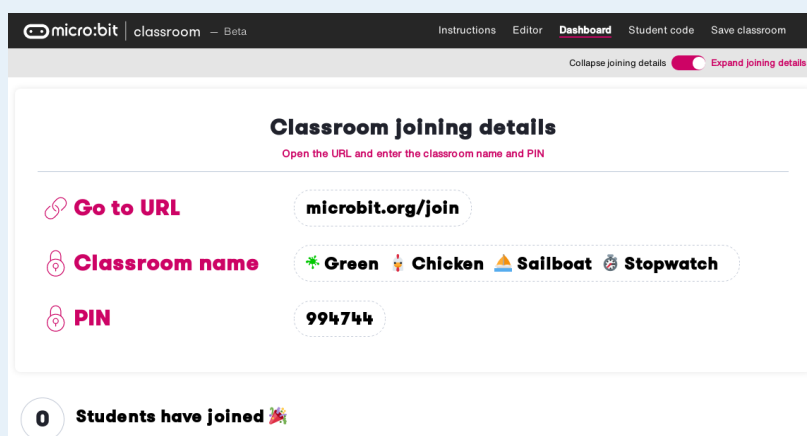 micro:bit classroom – Beta Instructions Editor Dashboard Student code Save classroom
Collapse joining details Expand joining details
Classroom joining details
Open the URL and enter the classroom name and PIN
Go to URL microbit.org/join
Classroom name Green Chicken Sailboat Stopwatch
PIN 994744
0 Students have joined